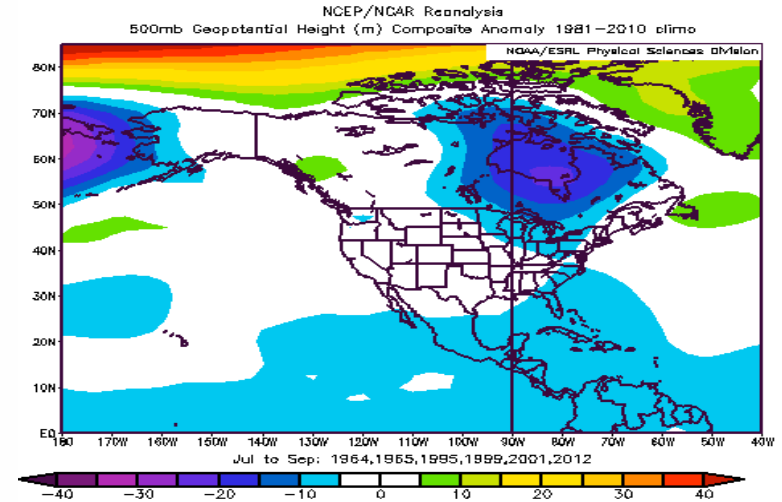 NCEP/NCAR Reanalysis
500mb Geopotential Height (m) Composite Anomaly 1981-2010 climo
NOAA/ESRL Physical Sciences Division
80N
70N
60N
50N
40N
30N
20N
10N
EQ
180 170W 160W 150W 140W 130W 120W 110W 100W 90W 80W 70W 60W 50W 40W
Jul to Sep: 1964,1965,1995,1999,2001,2012
-40 -30 -20 -10 0 10 20 30 40